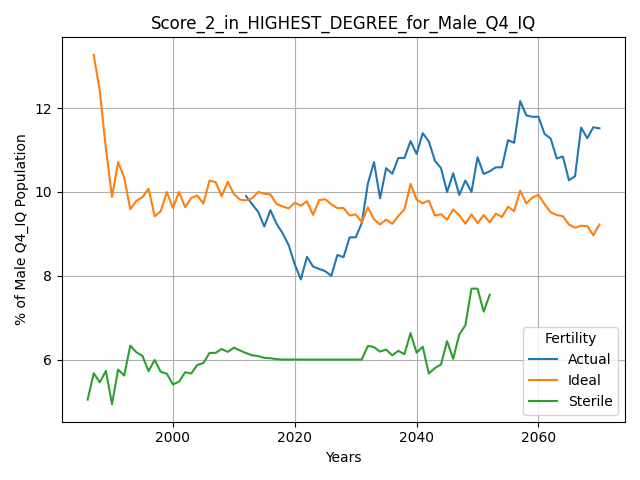 Score_2_in_HIGHEST_DEGREE_for_Male_Q4_IQ
% of Male Q4_IQ Population
12
10
8
6
2000
2020
2040
2060
Years
Fertility
Actual
Ideal
Sterile